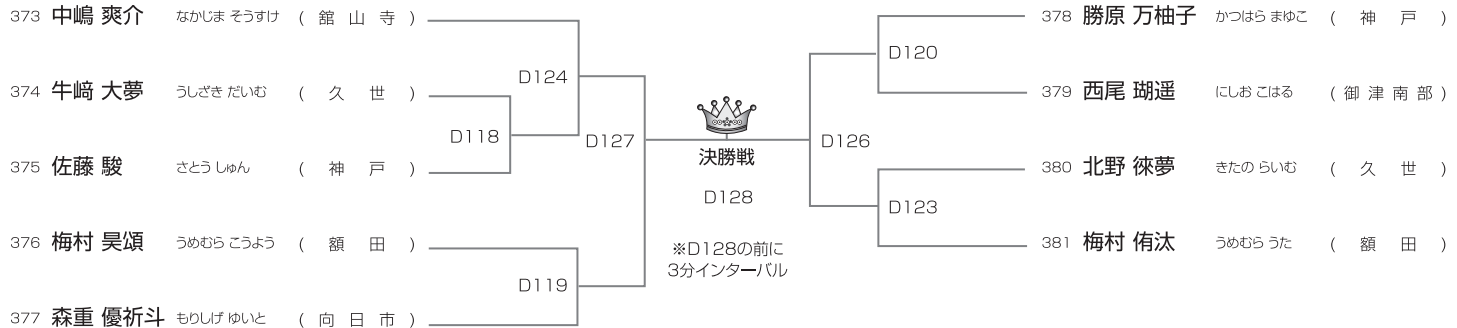 373 中嶋 爽介 なかじま そうすけ ( 舘 山 寺 )
D124
374 牛﨑 大夢 うしざき だいむ ( 久 世 )
D118
375 佐藤 駿 さとう しゅん ( 神 戸 )
D127
376 梅村 昊頌 うめむら こうよう ( 額 田 )
D119
377 森重 優祈斗 もりしげ ゆいと ( 向 日 市 )
決勝戦
D128
※D128の前に
3分インターバル
378 勝原 万柚子 かつはら まゆこ ( 神 戸 )
D120
379 西尾 瑚遥 にしお こはる ( 御 津 南 部 )
D126
380 北野 徠夢 きたの らいむ ( 久 世 )
D123
381 梅村 侑汰 うめむら うた ( 額 田 )